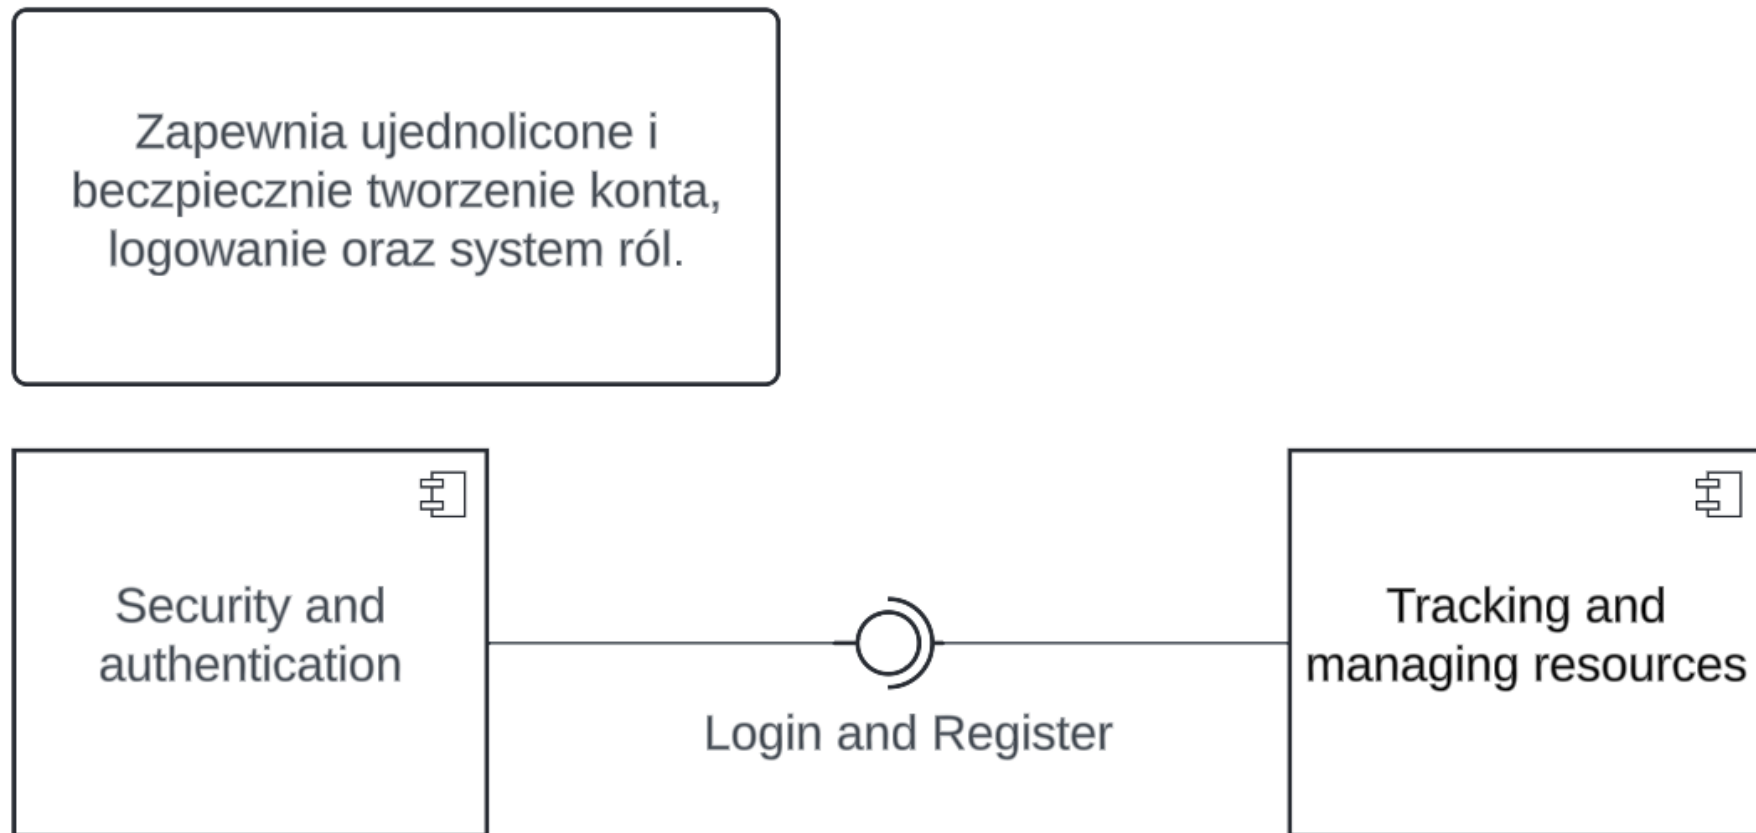 Zapewnia ujednolicone i
beczpiecznie tworzenie konta,
logowanie oraz system ról.
Security and
authentication
Login and Register
Tracking and
managing resources